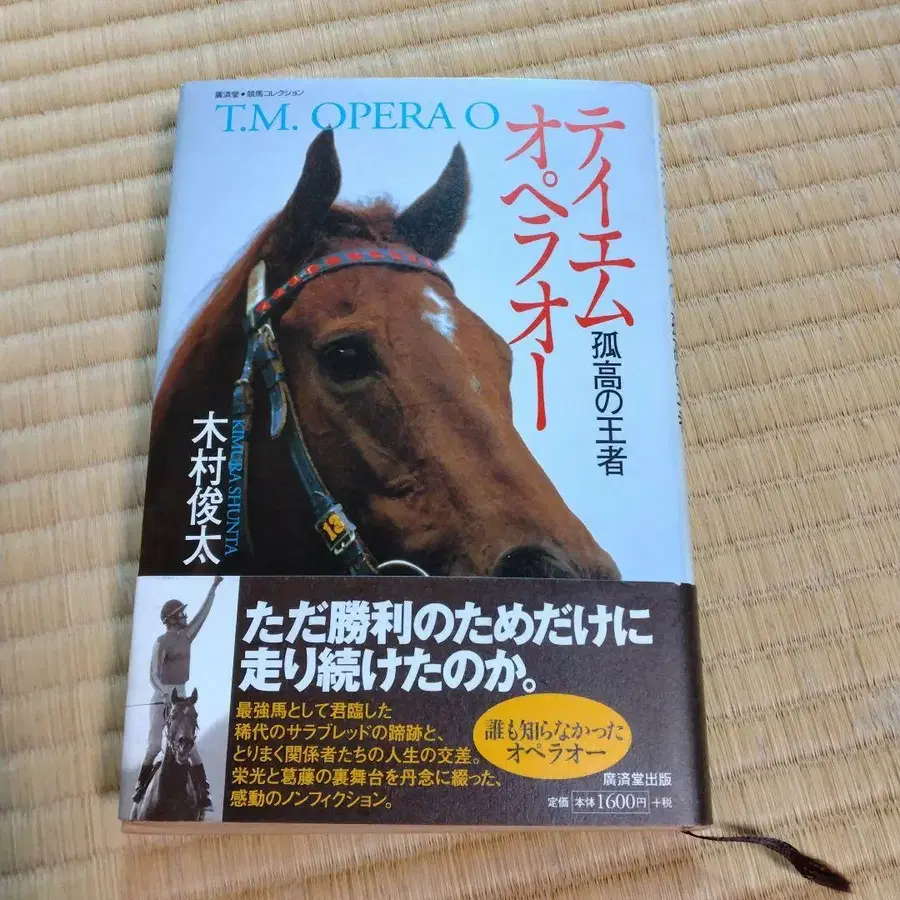 廣済堂◆競馬コレクション
T.M. OPERA O
ティエム
オペラオー
孤高の王者
木村俊太
KIMURA SHUNTA
13
ただ勝利のためだけに
走り続けたのか。
最強馬として君臨した
稀代のサラブレッドの蹄跡と、
とりまく関係者たちの人生の交差。
栄光と葛藤の裏舞台を丹念に綴った、
感動のノンフィクション。
誰も知らなかった
オペラオー
廣済堂出版
定価 本体1600円 +税